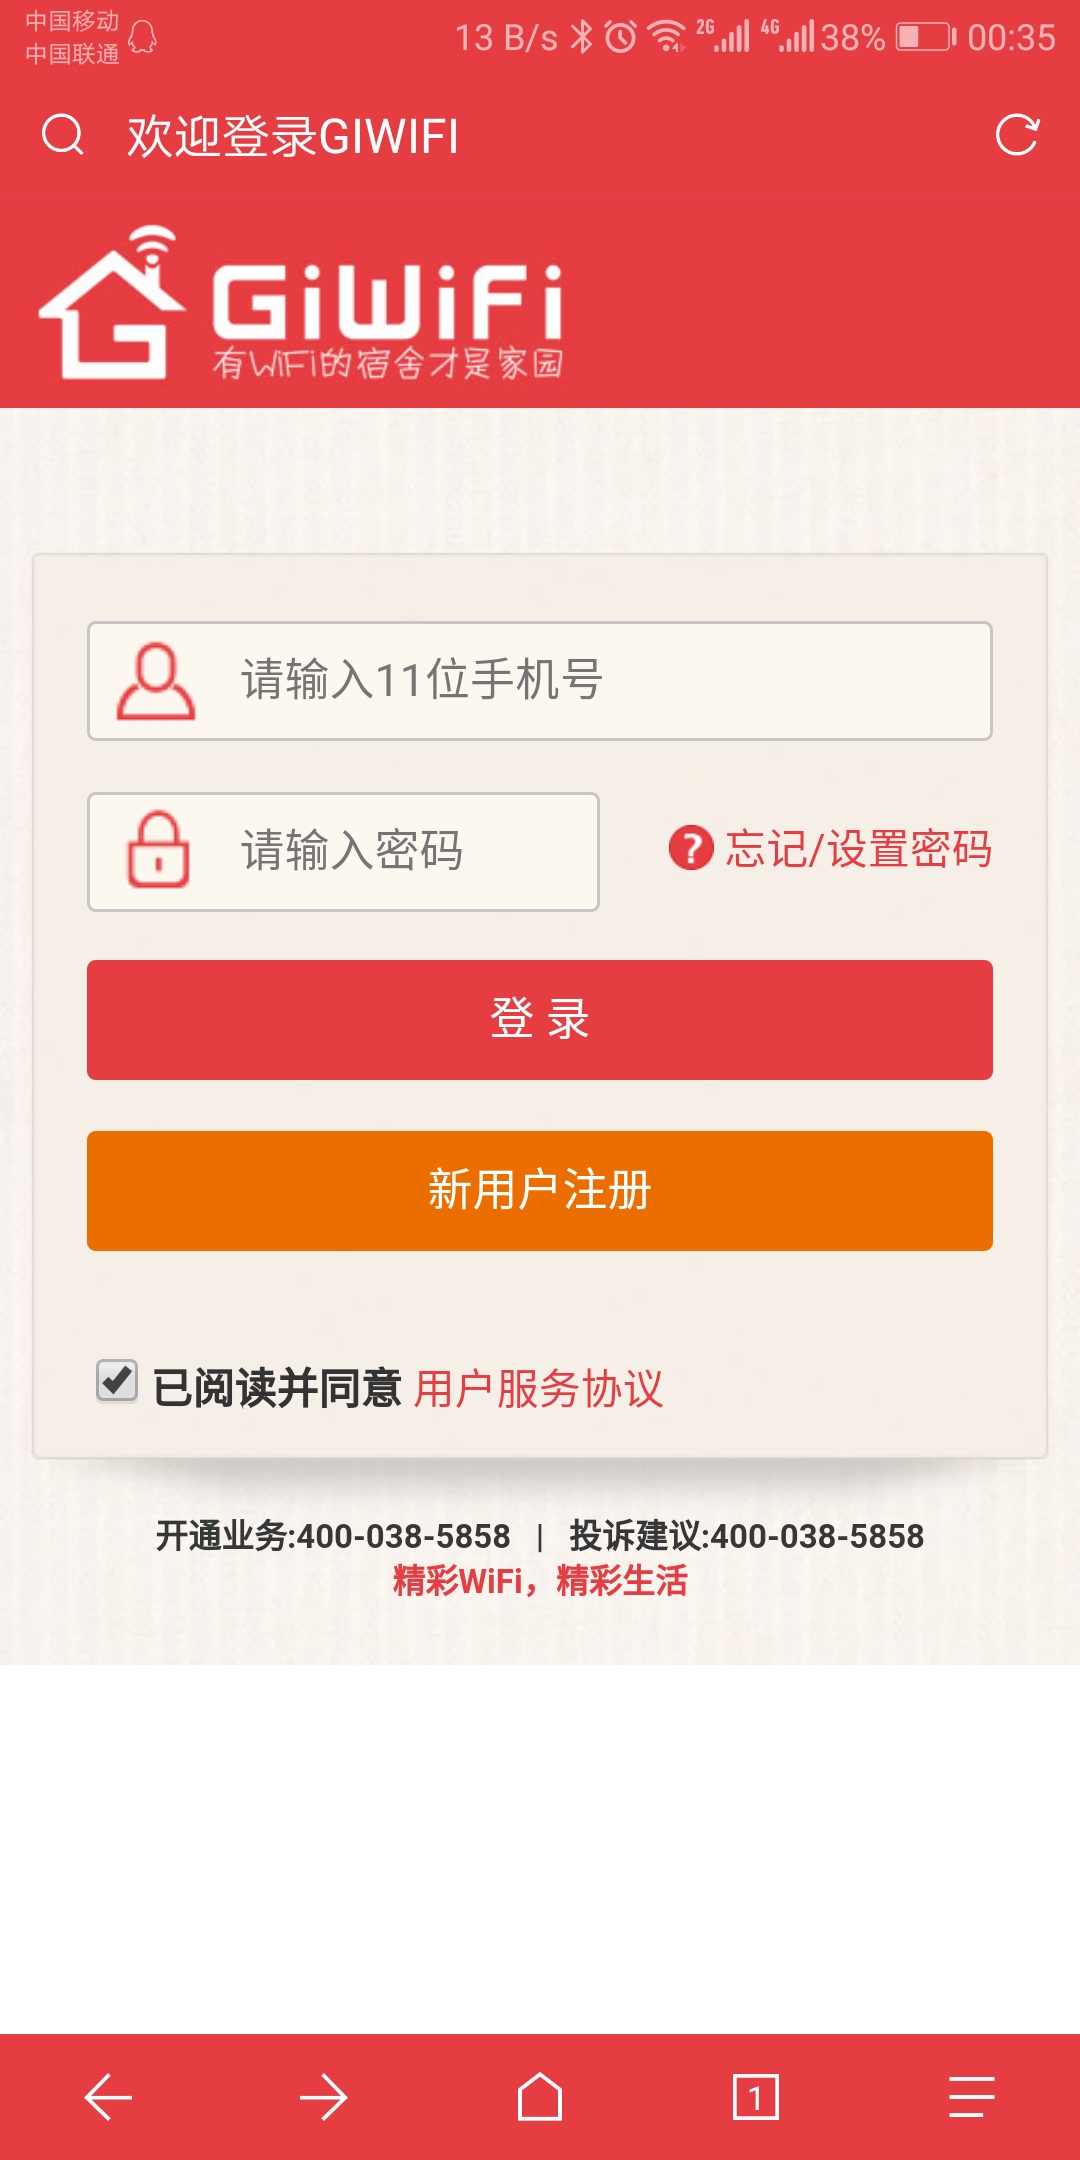 中国移动
中国联通
13 B/s 2G 4G 38% 00:35
欢迎登录GIWIFI
GiWiFi
有WIFi的宿舍才是家园
请输入11位手机号
请输入密码
? 忘记/设置密码
登 录
新用户注册
已阅读并同意 用户服务协议
开通业务:400-038-5858 | 投诉建议:400-038-5858
精彩WiFi，精彩生活
1